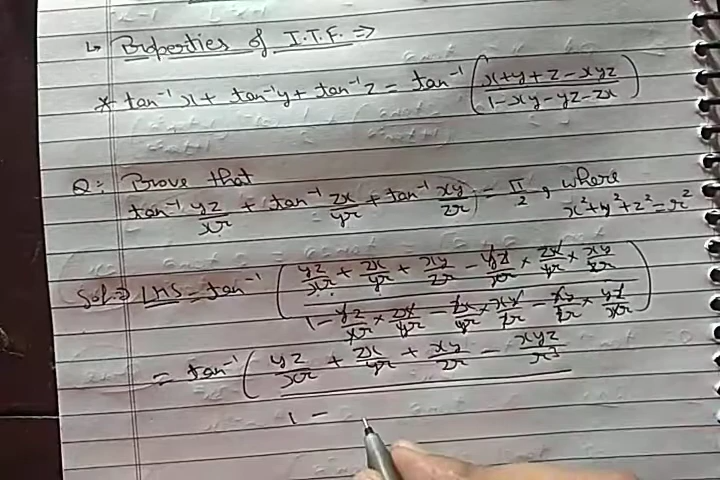 ↳ Properties of I.T.F. ⇒
* tan⁻¹x + tan⁻¹y + tan⁻¹z = tan⁻¹((x+y+z-xyz)/(1-xy-yz-zx))
Q: Prove that
tan⁻¹ yz/xr + tan⁻¹ zx/yr + tan⁻¹ xy/zr = π/2, where
x²+y²+z²=r²
Sol.⇒ LHS = tan⁻¹((yz/xr + zx/yr + xy/zr - yz/xr × zx/yr × xy/zr)/(1 - yz/xr × zx/yr - zx/yr × xy/zr - xy/zr × yz/xr))
= tan⁻¹((yz/xr + zx/yr + xy/zr - xyz/r³)/(1 -